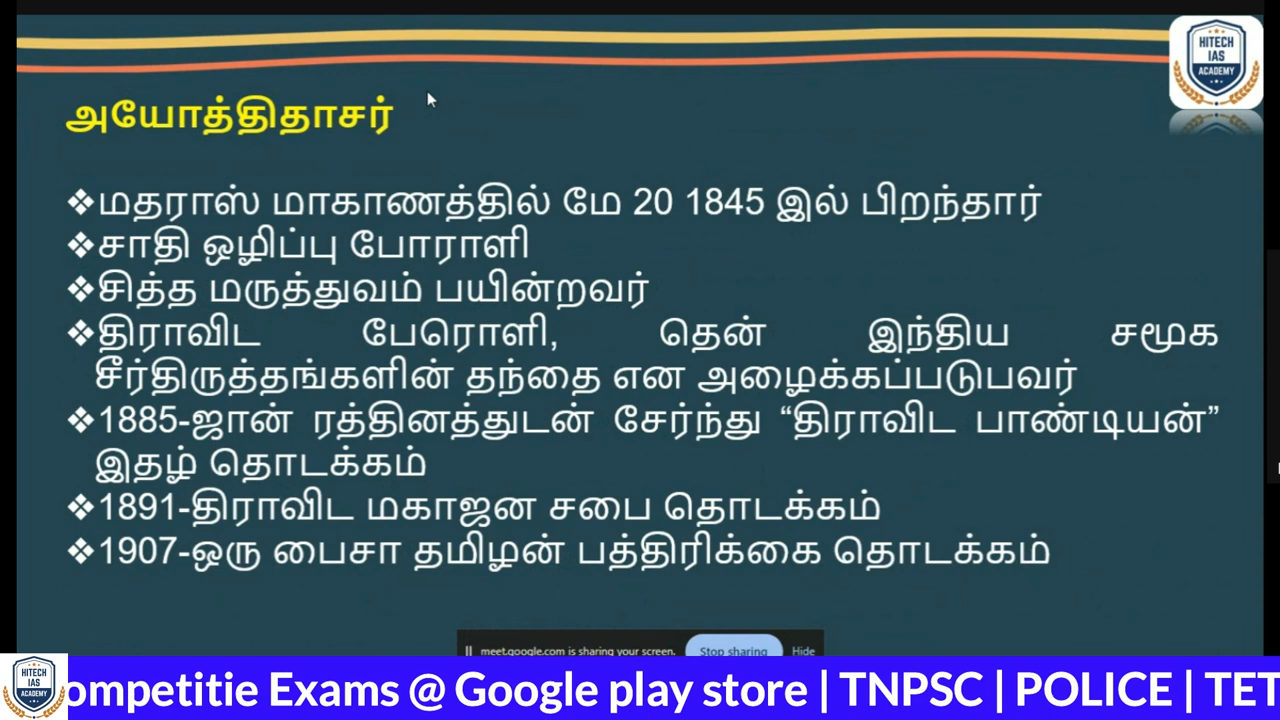 HITECH
IAS
ACADEMY
அயோத்திதாசர்
❖மதராஸ் மாகாணத்தில் மே 20 1845 இல் பிறந்தார்
❖சாதி ஒழிப்பு போராளி
❖சித்த மருத்துவம் பயின்றவர்
❖திராவிட பேரொளி, தென் இந்திய சமூக
சீர்திருத்தங்களின் தந்தை என அழைக்கப்படுபவர்
❖1885-ஜான் ரத்தினத்துடன் சேர்ந்து “திராவிட பாண்டியன்”
இதழ் தொடக்கம்
❖1891-திராவிட மகாஜன சபை தொடக்கம்
❖1907-ஒரு பைசா தமிழன் பத்திரிக்கை தொடக்கம்
meet.google.com is sharing your screen. Stop sharing Hide
HITECH
IAS
ACADEMY
ompetitie Exams @ Google play store | TNPSC | POLICE | TET